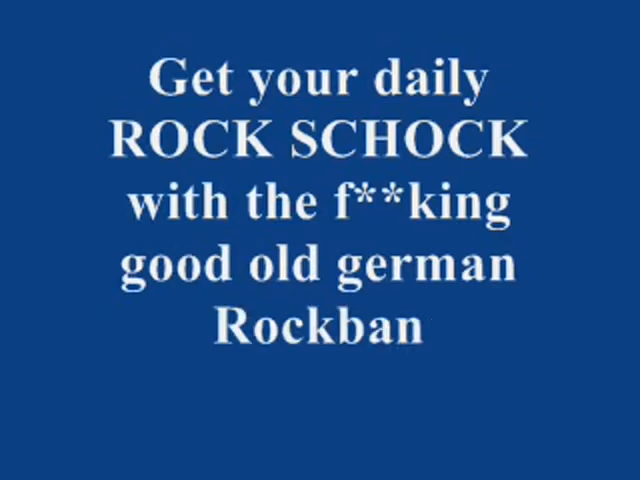 Get your daily
ROCK SCHOCK
with the f**king
good old german
Rockban